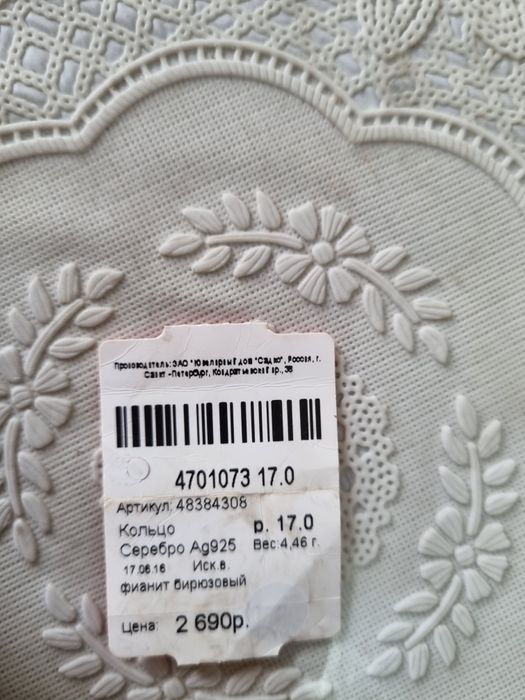 Производитель: ЗАО "Ювелирный дом "Садко", Россия, г.
Санкт-Петербург, Кондратьевский пр., 38
4701073 17.0
Артикул: 48384308
Кольцо р. 17.0
Серебро Ag925 Вес:4,46 г.
17.06.16 Иск.в.
фианит бирюзовый
Цена: 2 690р.